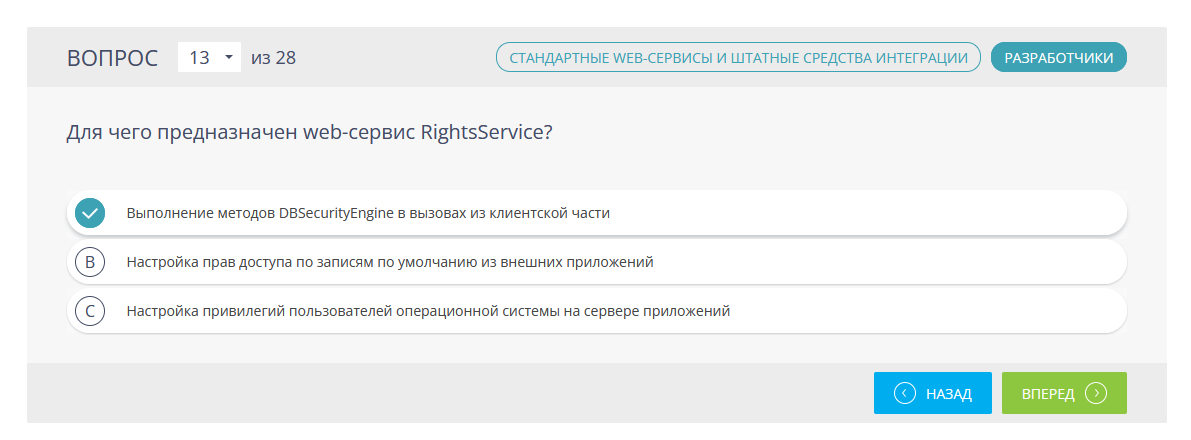 ВОПРОС 13 из 28 СТАНДАРТНЫЕ WEB-СЕРВИСЫ И ШТАТНЫЕ СРЕДСТВА ИНТЕГРАЦИИ РАЗРАБОТЧИКИ
Для чего предназначен web-сервис RightsService?
Выполнение методов DBSecurityEngine в вызовах из клиентской части
B Настройка прав доступа по записям по умолчанию из внешних приложений
C Настройка привилегий пользователей операционной системы на сервере приложений
НАЗАД ВПЕРЕД